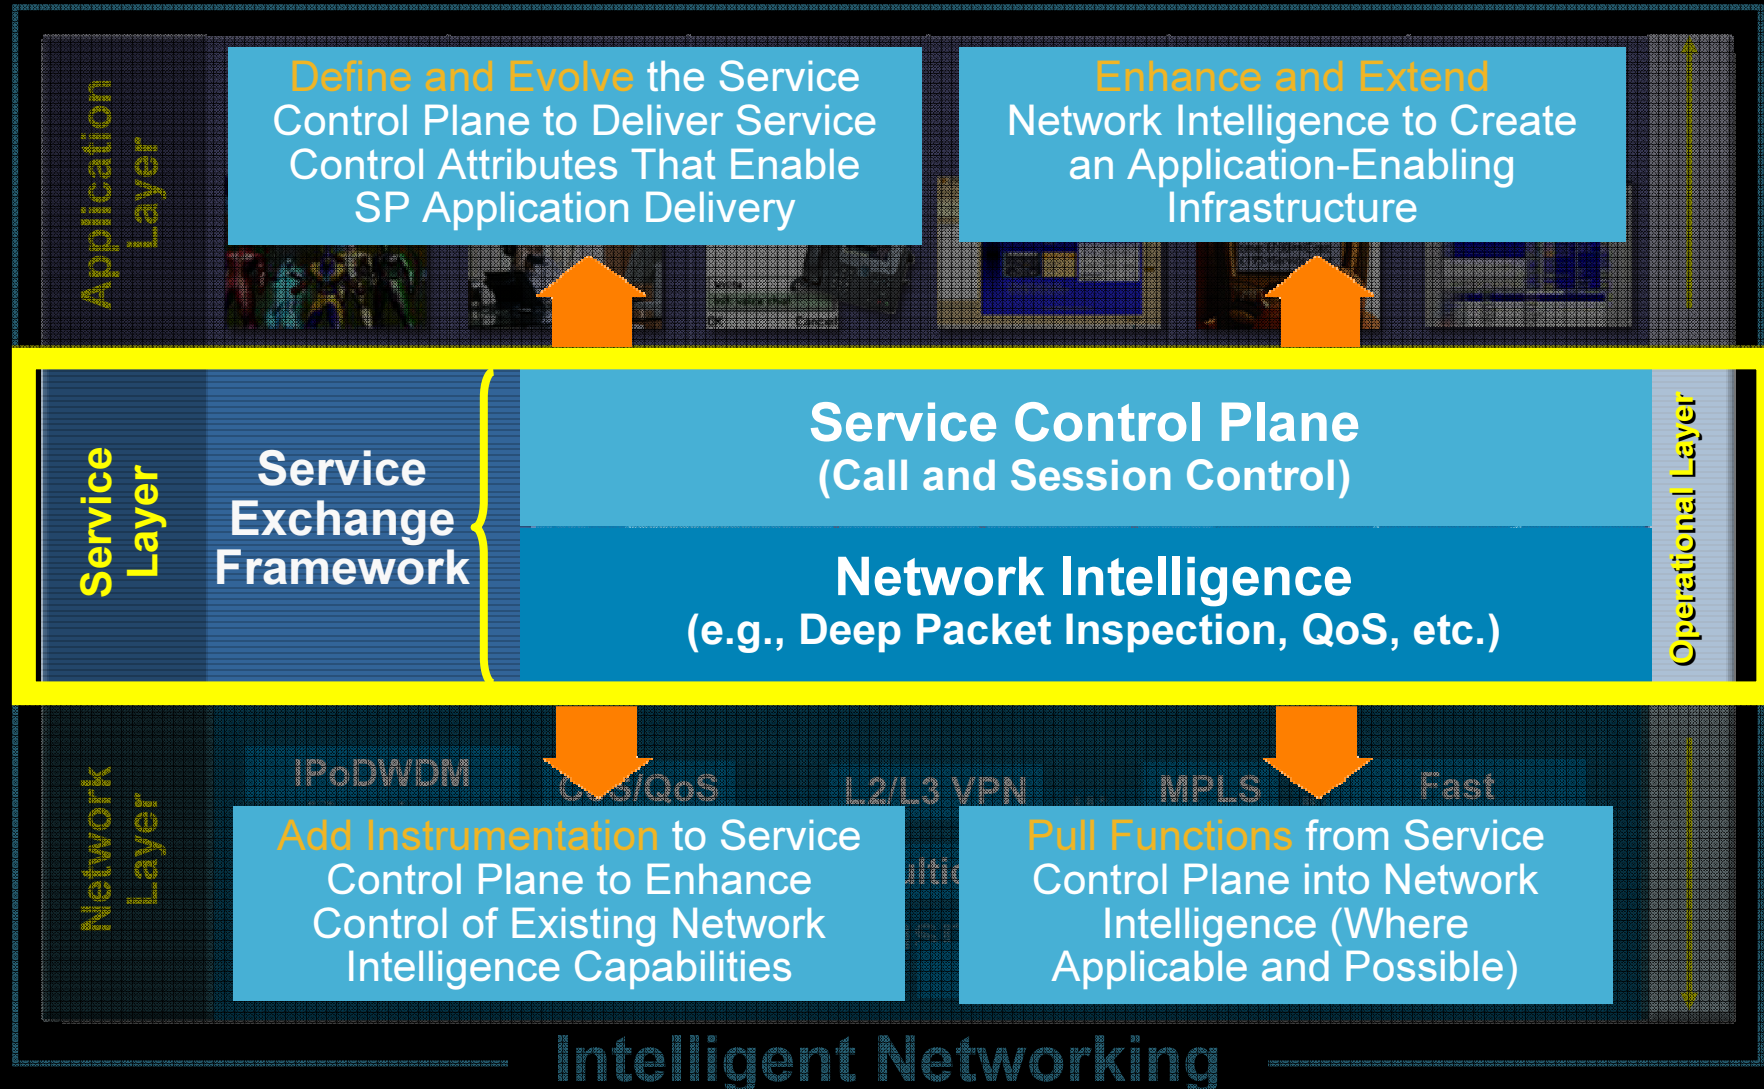 Define and Evolve the Service
Control Plane to Deliver Service
Control Attributes That Enable
SP Application Delivery
Enhance and Extend
Network Intelligence to Create
an Application-Enabling
Infrastructure
Application
Layer
Service
Layer
Service
Exchange
Framework
Service Control Plane
(Call and Session Control)
Network Intelligence
(e.g., Deep Packet Inspection, QoS, etc.)
Operational Layer
Network
Layer
IPoDWDM
L2/L3 VPN
MPLS
Fast
Add Instrumentation to Service
Control Plane to Enhance
Control of Existing Network
Intelligence Capabilities
Pull Functions from Service
Control Plane into Network
Intelligence (Where
Applicable and Possible)
Intelligent Networking